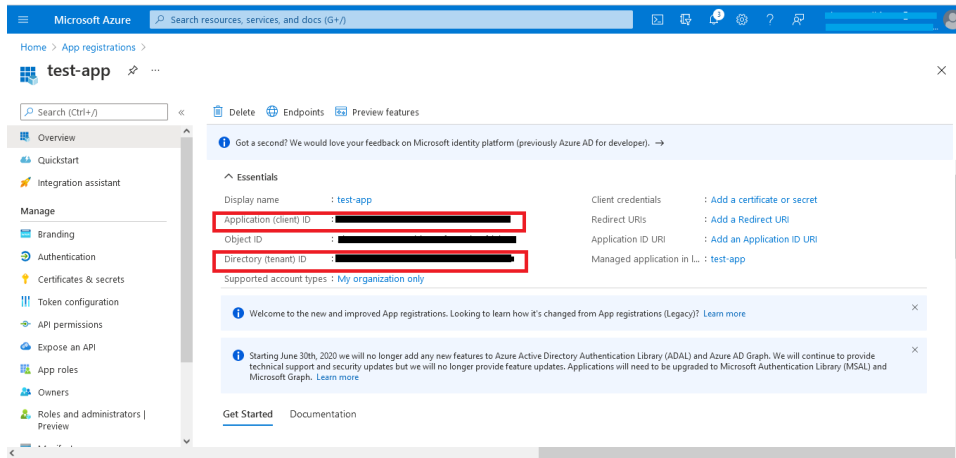 Microsoft Azure
Search resources, services, and docs (G+/)
3
?
Home > App registrations >
test-app
...
Search (Ctrl+/)
«
Delete
Endpoints
Preview features
Overview
Quickstart
Integration assistant
Manage
Branding
Authentication
Certificates & secrets
Token configuration
API permissions
Expose an API
App roles
Owners
Roles and administrators |
Preview
Got a second? We would love your feedback on Microsoft identity platform (previously Azure AD for developer). →
Essentials
Display name : test-app
Application (client) ID :
Object ID :
Directory (tenant) ID :
Supported account types : My organization only
Client credentials : Add a certificate or secret
Redirect URIs : Add a Redirect URI
Application ID URI : Add an Application ID URI
Managed application in l... : test-app
Welcome to the new and improved App registrations. Looking to learn how it's changed from App registrations (Legacy)? Learn more
Starting June 30th, 2020 we will no longer add any new features to Azure Active Directory Authentication Library (ADAL) and Azure AD Graph. We will continue to provide
technical support and security updates but we will no longer provide feature updates. Applications will need to be upgraded to Microsoft Authentication Library (MSAL) and
Microsoft Graph. Learn more
Get Started
Documentation